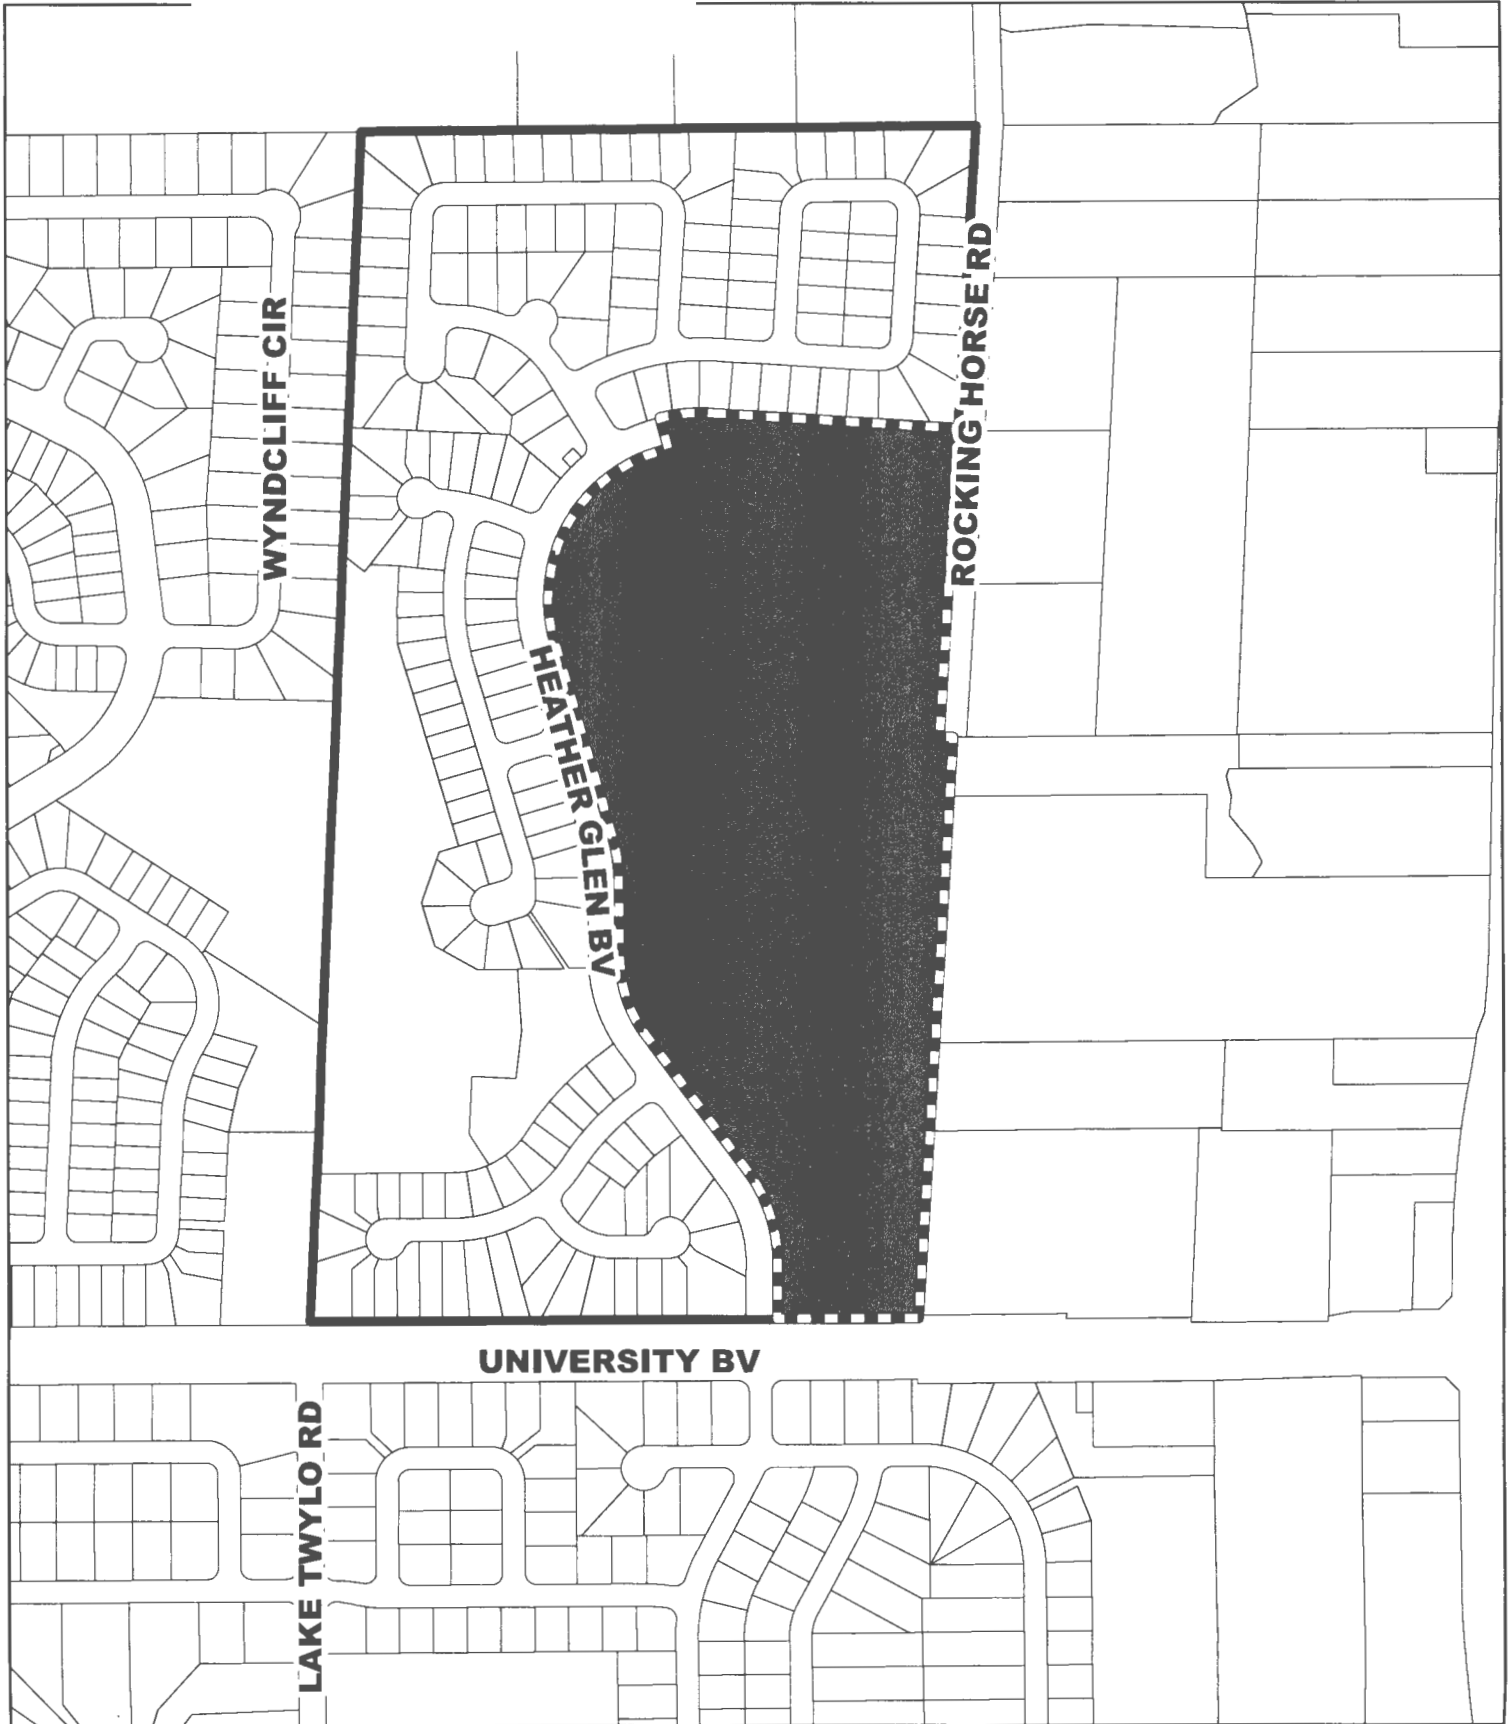 ROCKING HORSE RD
WYNDCLIFF CIR
HEATHER GLEN BV
UNIVERSITY BV
LAKE TWYLO RD